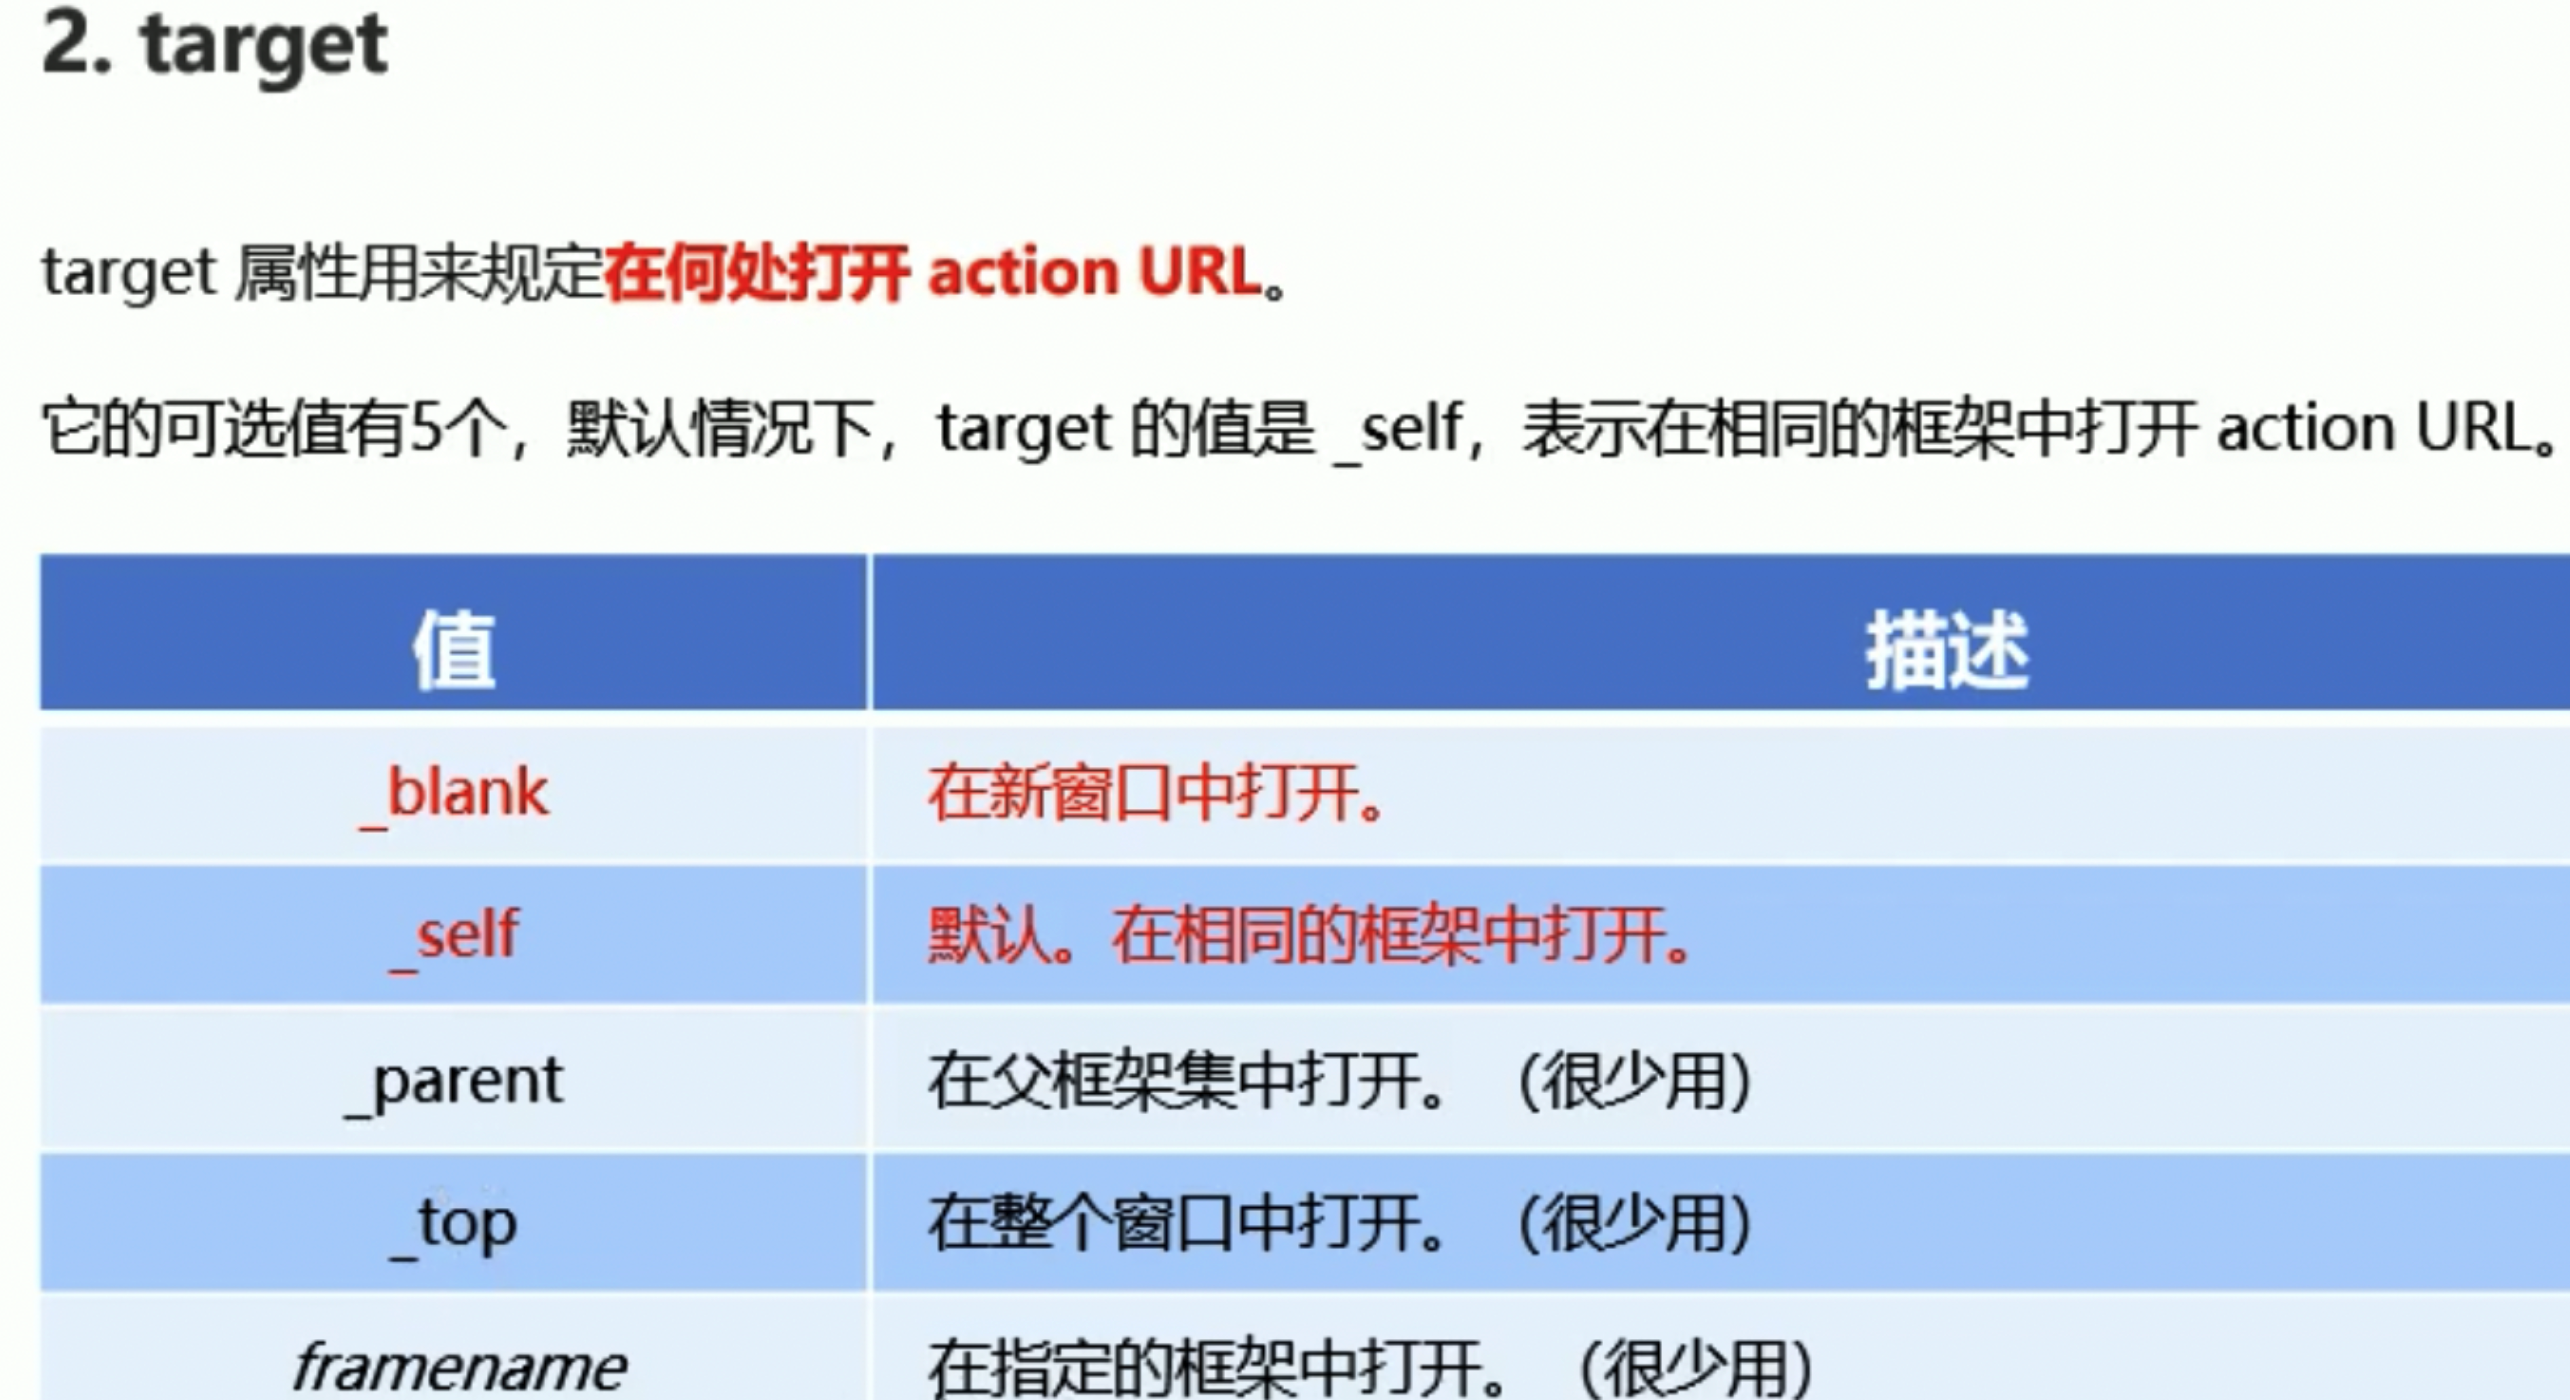 2. target
target 属性用来规定在何处打开 action URL。
它的可选值有5个，默认情况下，target 的值是 _self，表示在相同的框架中打开 action URL。
值 描述
_blank 在新窗口中打开。
_self 默认。在相同的框架中打开。
_parent 在父框架集中打开。（很少用）
_top 在整个窗口中打开。（很少用）
framename 在指定的框架中打开。（很少用）